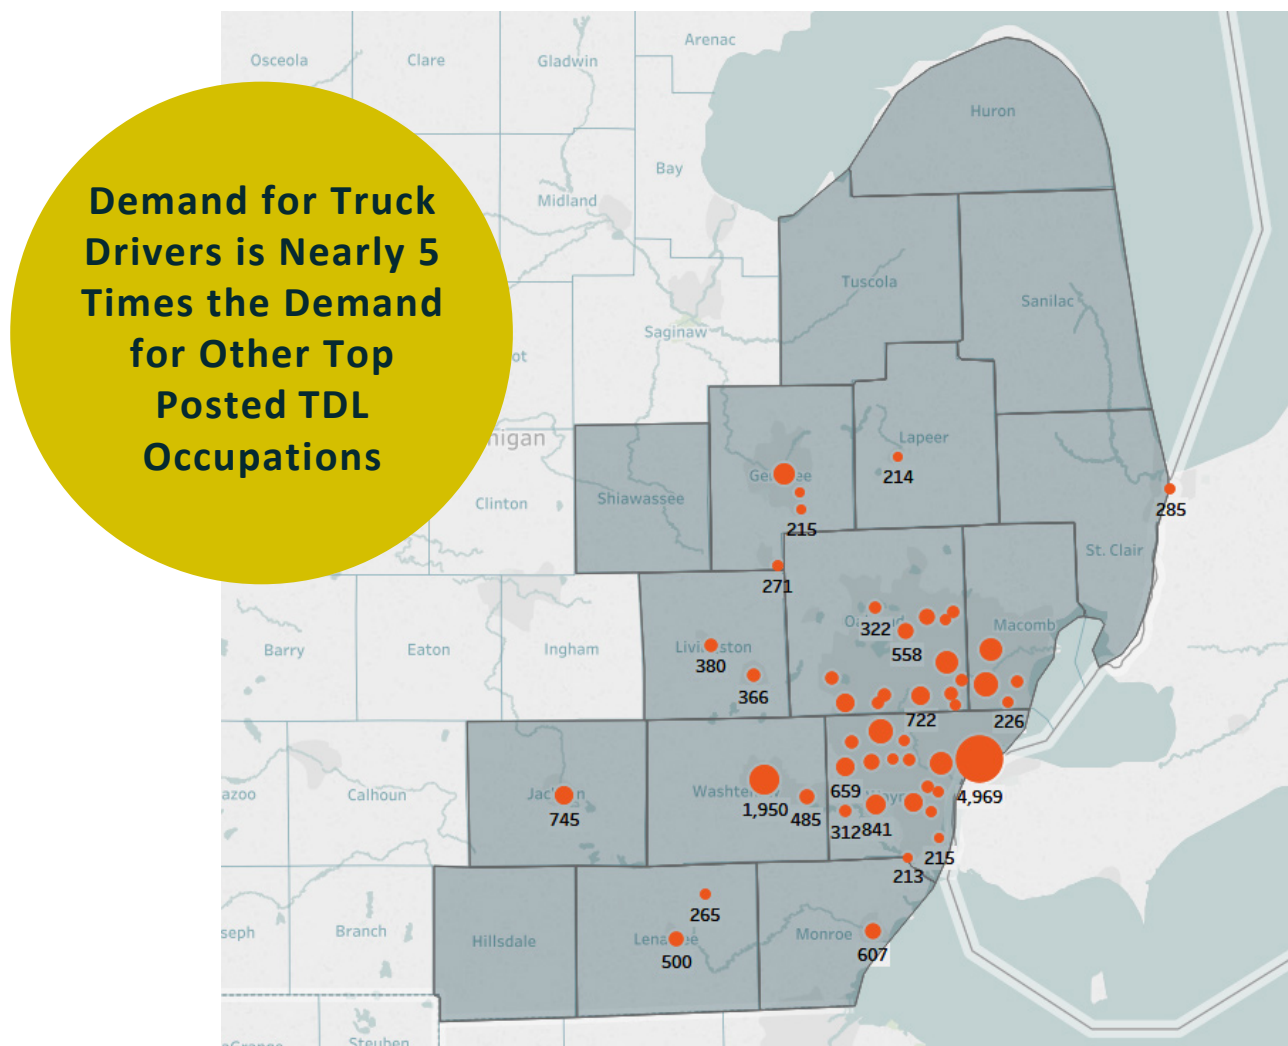 Demand for Truck
Drivers is Nearly 5
Times the Demand
for Other Top
Posted TDL
Occupations
Osceola
Clare
Gladwin
Arenac
Huron
Bay
Midland
Tuscola
Sanilac
Saginaw
Lapeer
214
Shiawassee
Clinton
215
285
St. Clair
271
322
558
Macomb
Barry
Eaton
Ingham
380
366
722
226
Calhoun
745
1,950
485
659
312
841
4,969
215
213
265
Branch
Hillsdale
500
Monroe
607
Steuben